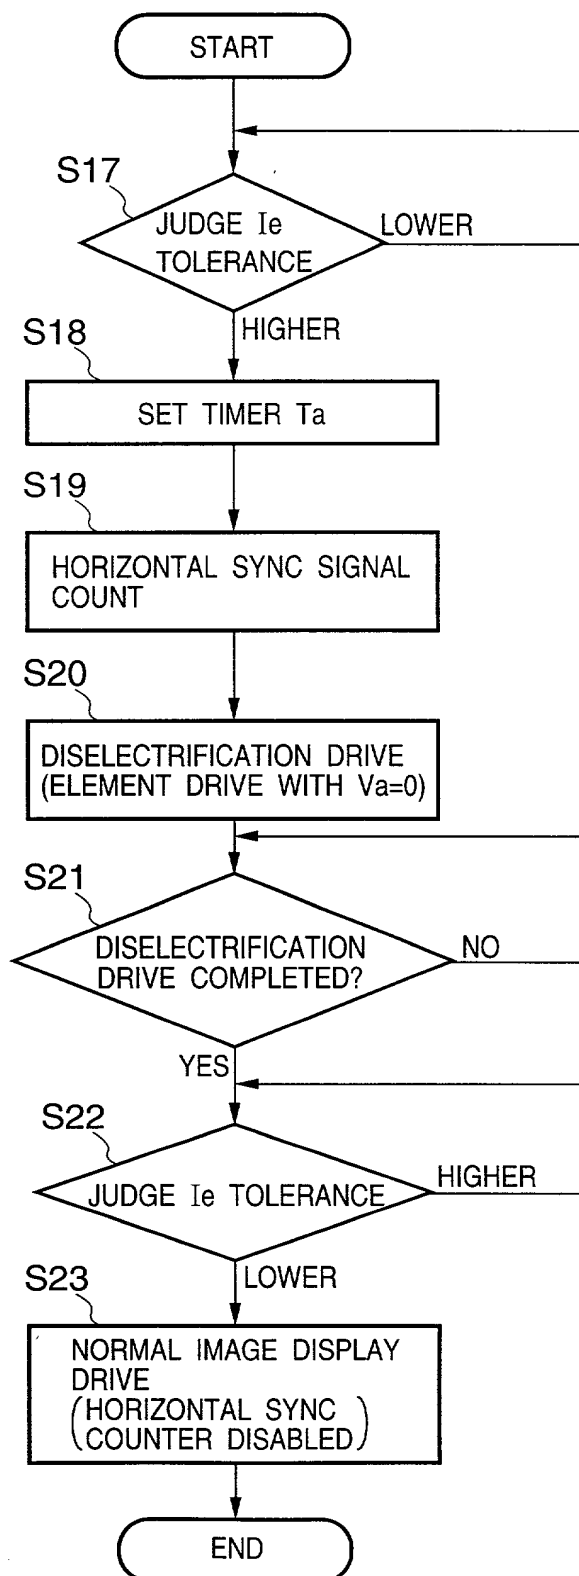 START
S17
JUDGE Ie
TOLERANCE
LOWER
HIGHER
S18
SET TIMER Ta
S19
HORIZONTAL SYNC SIGNAL
COUNT
S20
DISELECTRIFICATION DRIVE
(ELEMENT DRIVE WITH Va=0)
S21
DISELECTRIFICATION
DRIVE COMPLETED?
NO
YES
S22
JUDGE Ie TOLERANCE
HIGHER
LOWER
S23
NORMAL IMAGE DISPLAY
DRIVE
(HORIZONTAL SYNC
COUNTER DISABLED)
END